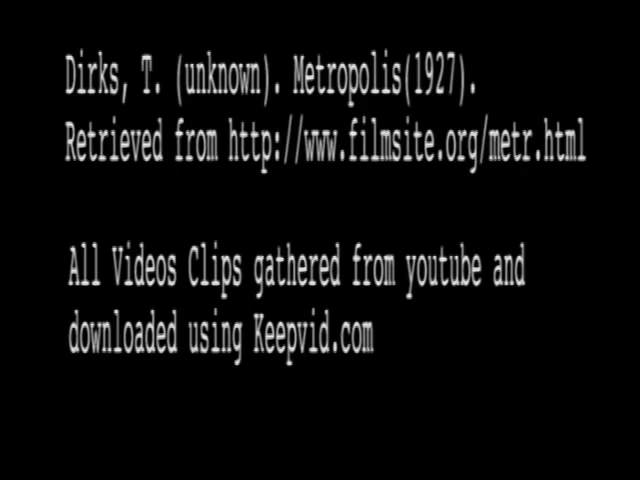 Dirks, T. (unknown). Metropolis(1927).
Retrieved from http://www.filmsite.org/metr.html
All Videos Clips gathered from youtube and
downloaded using Keepvid.com